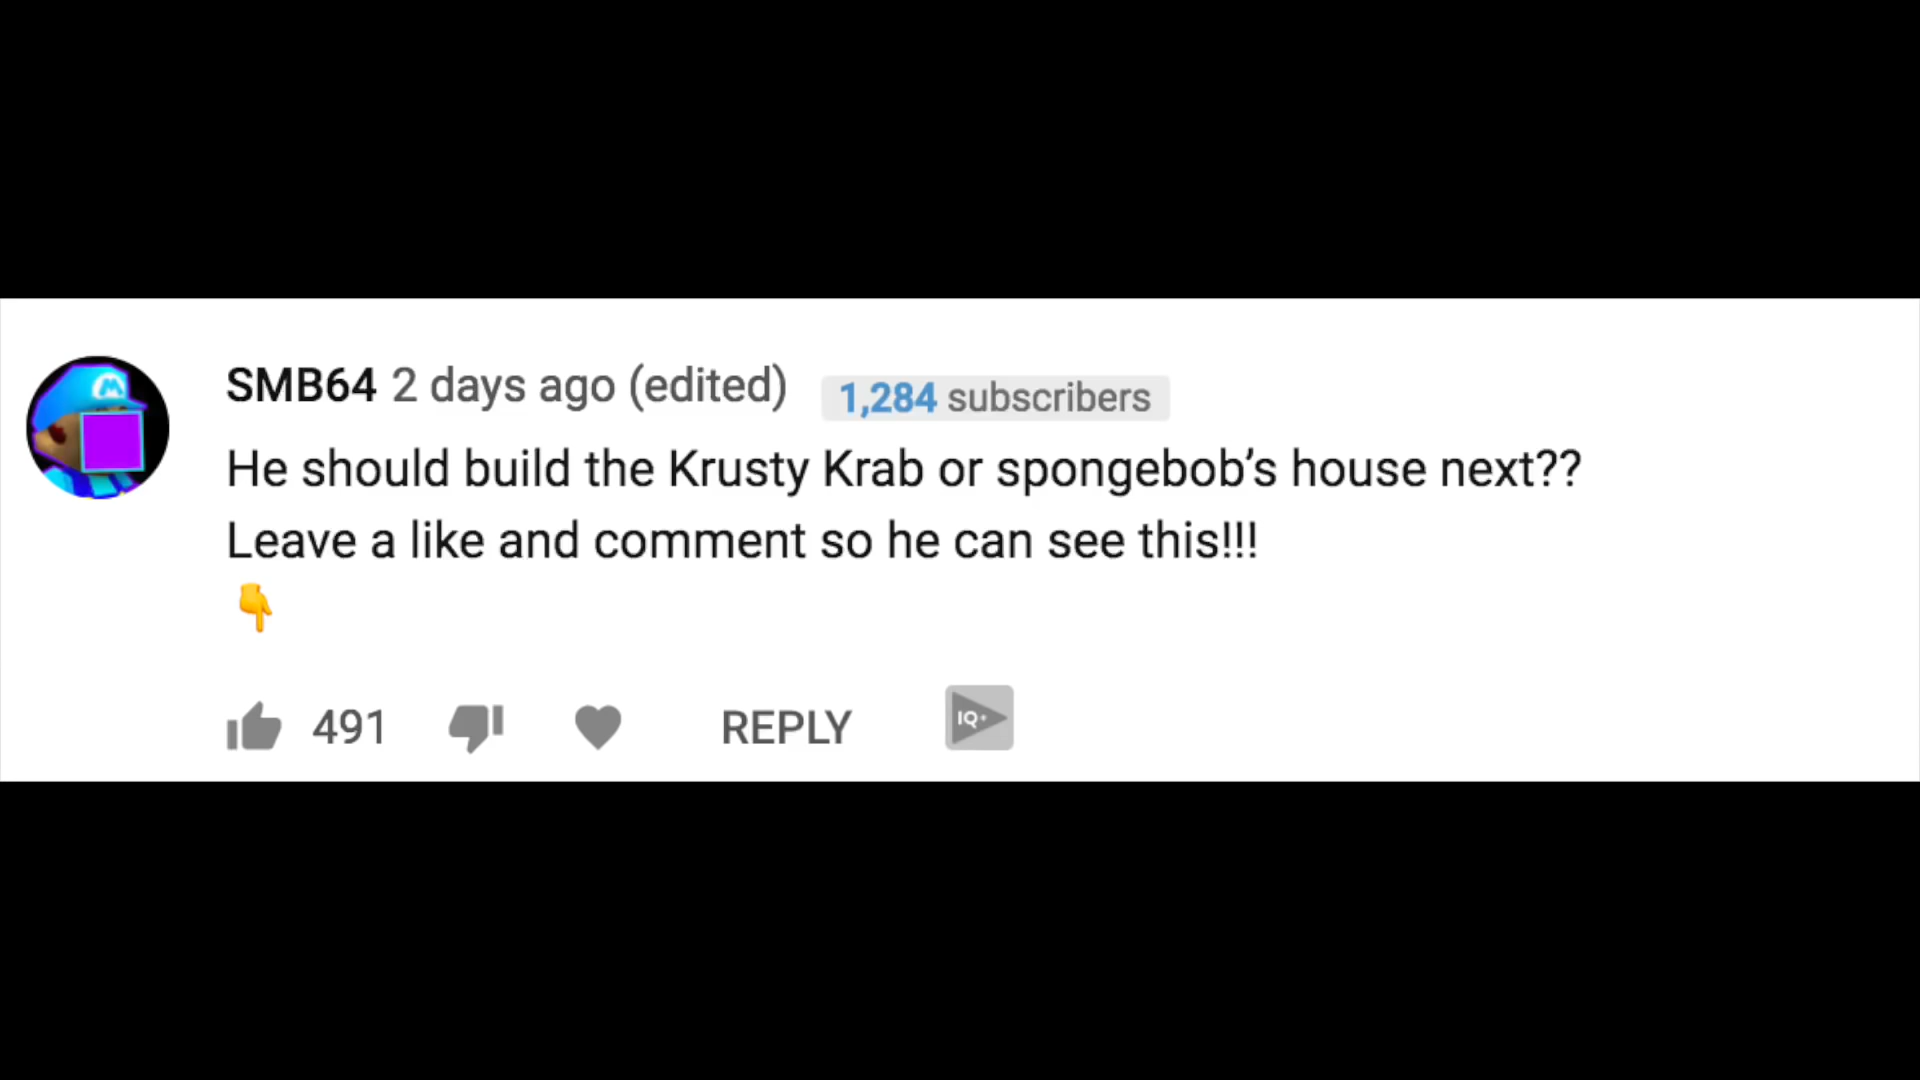 SMB64 2 days ago (edited) 1,284 subscribers
He should build the Krusty Krab or spongebob’s house next??
Leave a like and comment so he can see this!!!
👇
491 REPLY IQ+